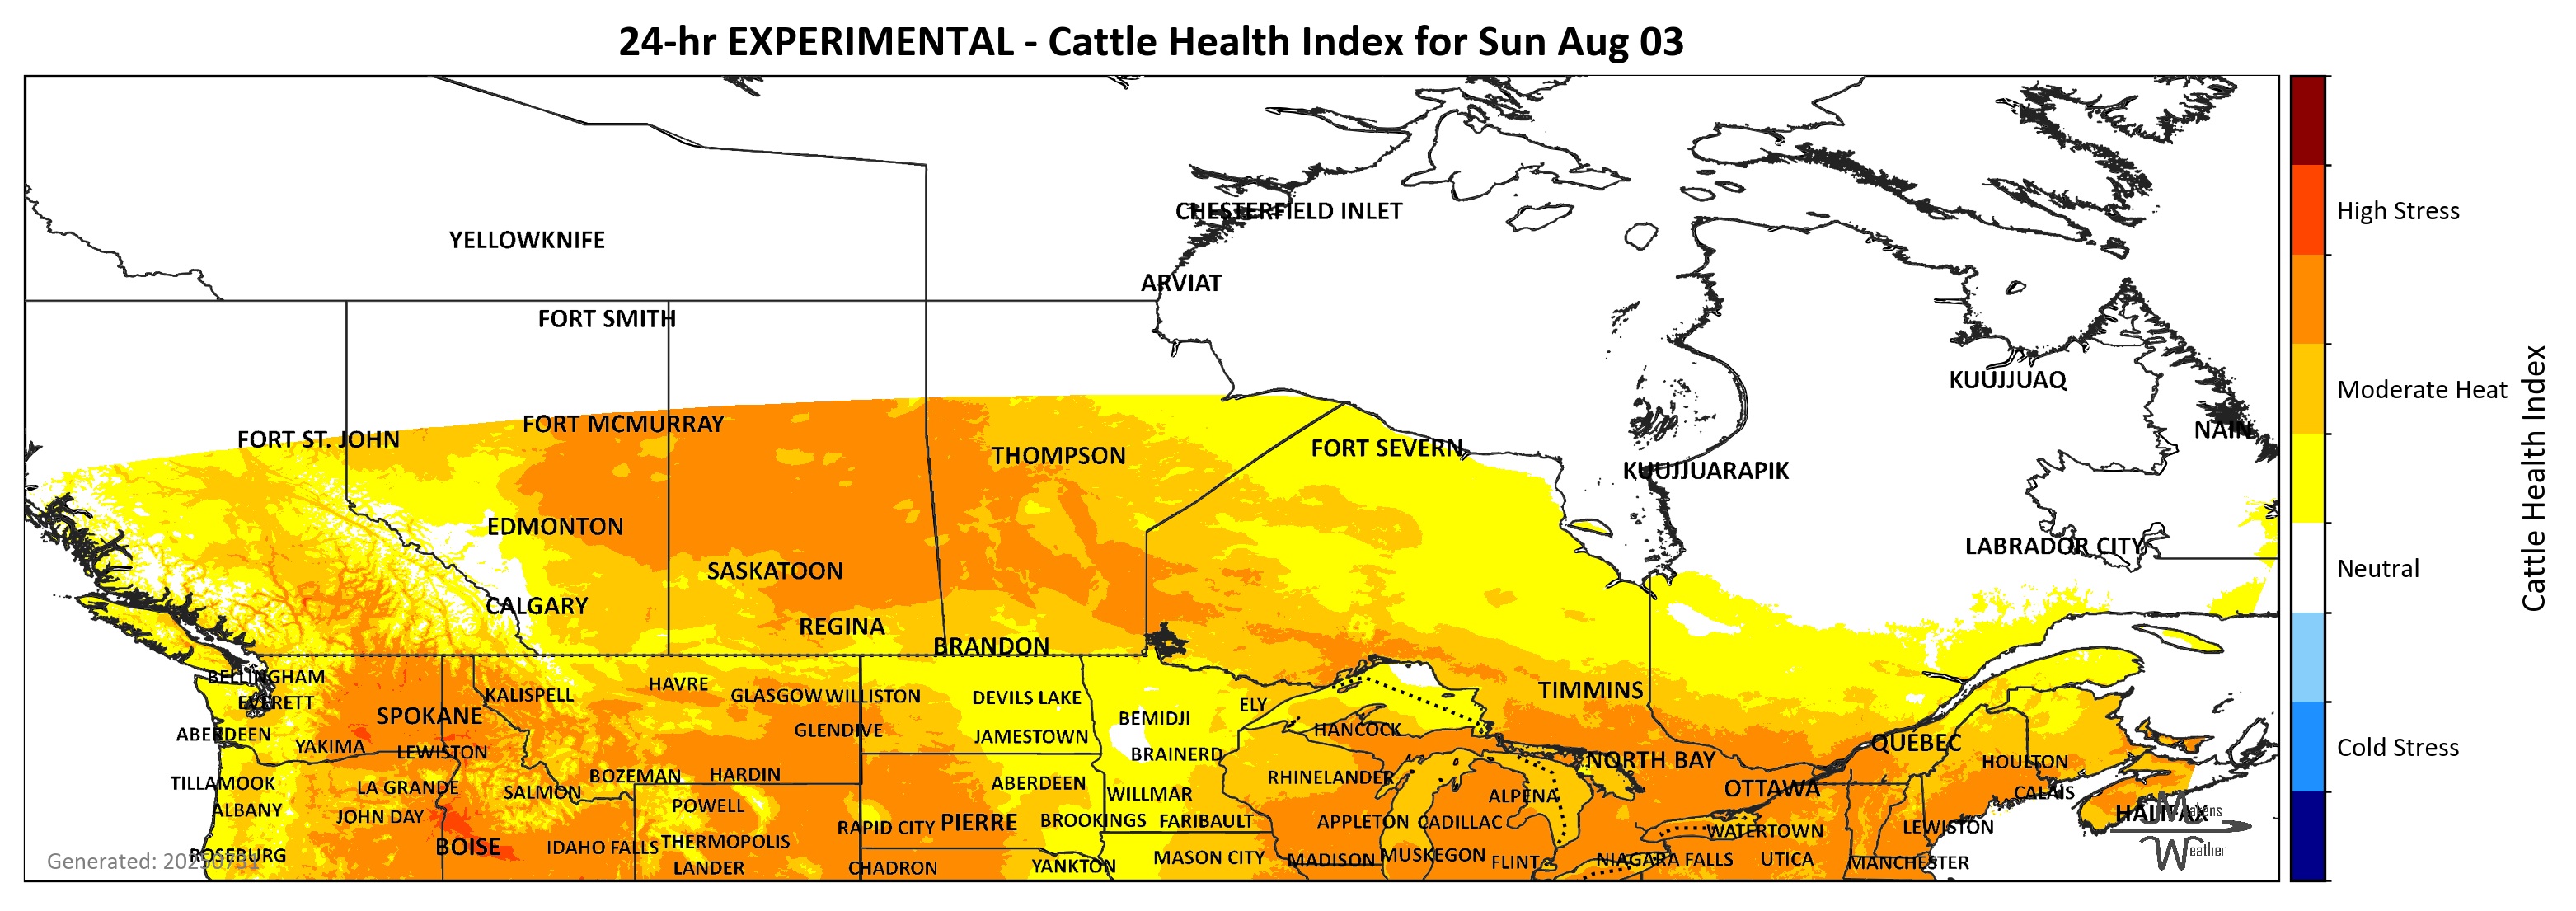 24-hr EXPERIMENTAL - Cattle Health Index for Sun Aug 03
CHESTERFIELD INLET
High Stress
YELLOWKNIFE
ARVIAT
FORT SMITH
KUUJJUAQ
Moderate Heat
FORT MCMURRAY
NAIN
FORT ST. JOHN
FORT SEVERN
THOMPSON
KUUJJUARAPIK
Cattle Health Index
EDMONTON
LABRADOR CITY
SASKATOON
Neutral
CALGARY
REGINA
BRANDON
BELLINGHAM
HAVRE
KALISPELL
GLASGOW
WILLISTON
DEVILS LAKE
TIMMINS
EVERETT
ELY
SPOKANE
BEMIDJI
ABERDEEN
GLENDIVE
JAMESTOWN
HANCOCK
QUEBEC
YAKIMA
LEWISTON
BRAINERD
Cold Stress
NORTH BAY
HOULTON
BOZEMAN
HARDIN
RHINELANDER
TILLAMOOK
LA GRANDE
SALMON
ABERDEEN
WILLMAR
ALPENA
OTTAWA
CALAIS
ALBANY
JOHN DAY
POWELL
RAPID CITY
PIERRE
BROOKINGS
FARIBAULT
APPLETON
CADILLAC
WATERTOWN
LEWISTON
HALIFAX
Makens
Weather
BOISE
IDAHO FALLS
THERMOPOLIS
ROSEBURG
MASON CITY
MADISON
MUSKEGON
FLINT
NIAGARA FALLS
UTICA
MANCHESTER
Generated: 20250731
LANDER
CHADRON
YANKTON